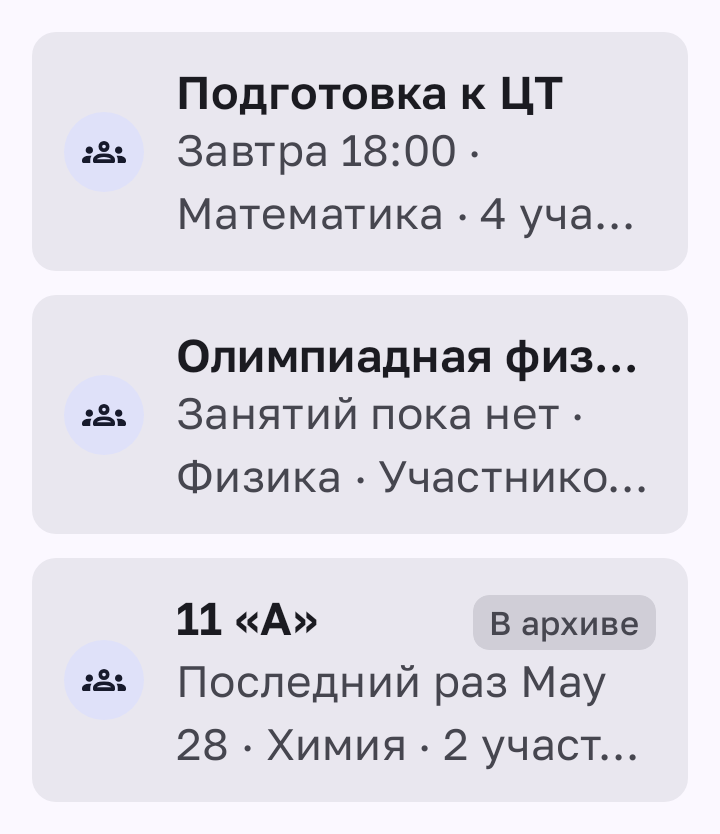 Подготовка к ЦТ
Завтра 18:00 ·
Математика · 4 уча...
Олимпиадная физ...
Занятий пока нет ·
Физика · Участнико...
11 «А»
В архиве
Последний раз May
28 · Химия · 2 участ...